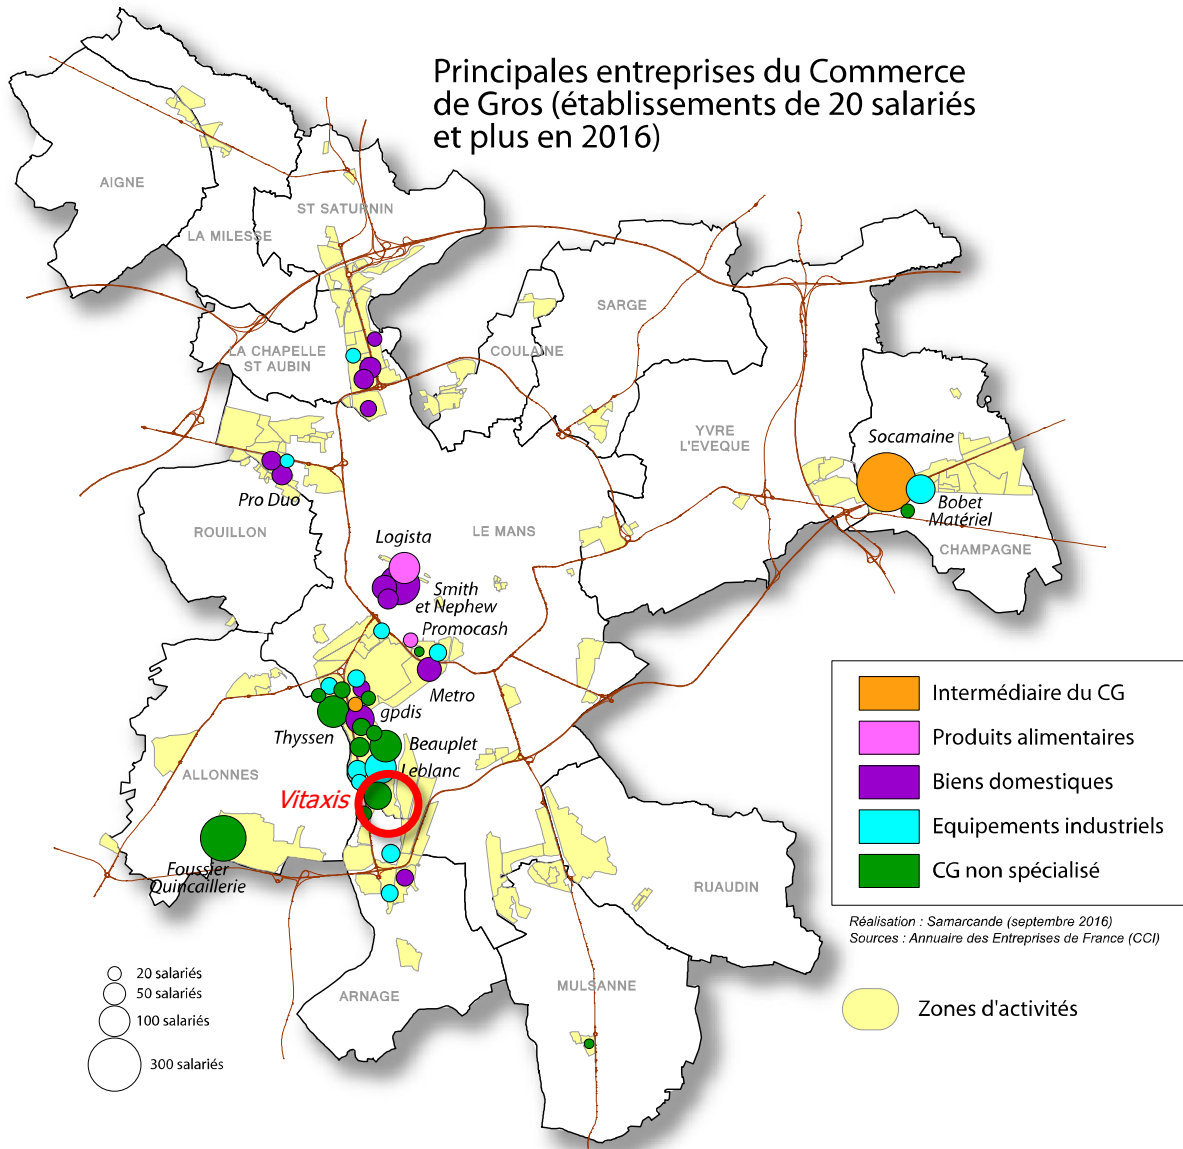 Principales entreprises du Commerce
de Gros (établissements de 20 salariés
et plus en 2016)
AIGNE
ST SATURNIN
LA MILESSE
SARGE
LA CHAPELLE
ST AUBIN
COULAINE
YVRE
L'EVEQUE
Socamaine
Pro Duo
Bobet
Matériel
ROUILLON
LE MANS
CHAMPAGNE
Logista
Smith
et Nephew
Promocash
Metro
gpdis
Thyssen
Beauplet
Leblanc
ALLONNES
Vitaxis
Foussier
Quincaillerie
RUAUDIN
ARNAGE
MULSANNE
Intermédiaire du CG
Produits alimentaires
Biens domestiques
Equipements industriels
CG non spécialisé
Réalisation : Samarcande (septembre 2016)
Sources : Annuaire des Entreprises de France (CCI)
Zones d'activités
20 salariés
50 salariés
100 salariés
300 salariés